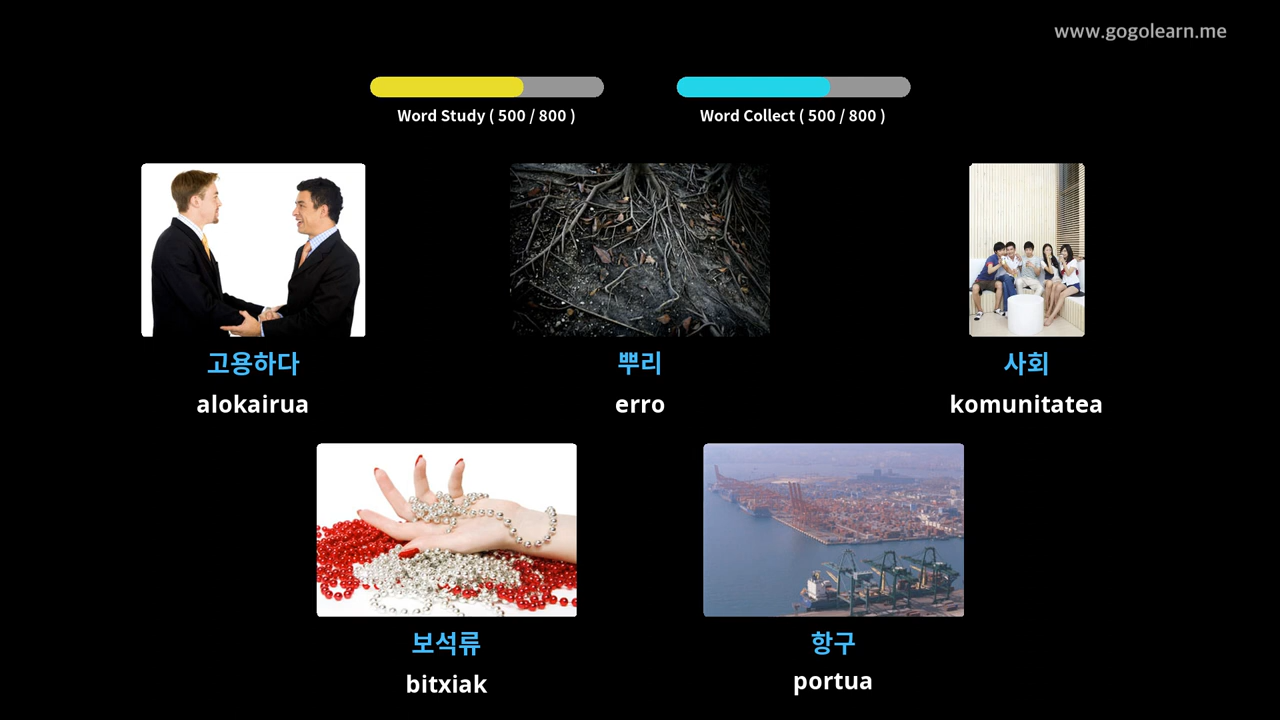 www.gogolearn.me
Word Study ( 500 / 800 )
Word Collect ( 500 / 800 )
고용하다
alokairua
뿌리
erro
사회
komunitatea
보석류
bitxiak
항구
portua